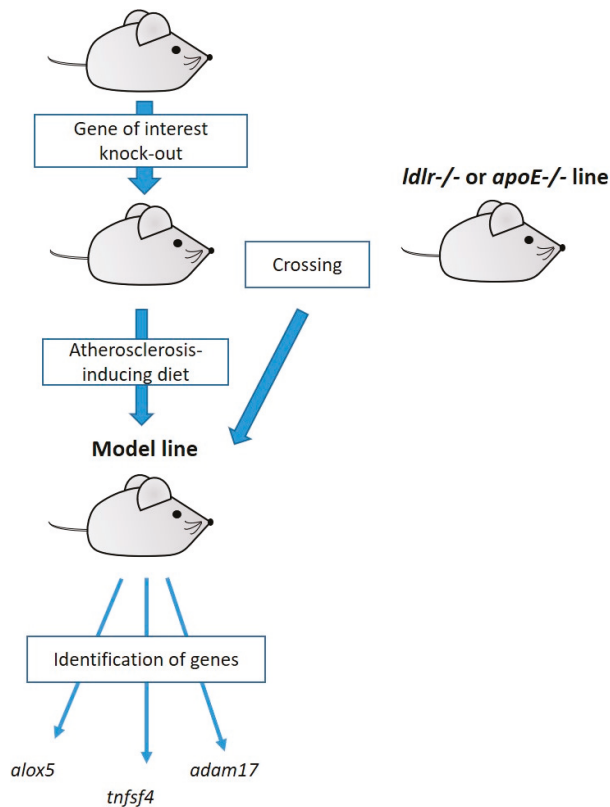 Gene of interest
knock-out
ldlr-/- or apoE-/- line
Crossing
Atherosclerosis-
inducing diet
Model line
Identification of genes
alox5
adam17
tnfsf4